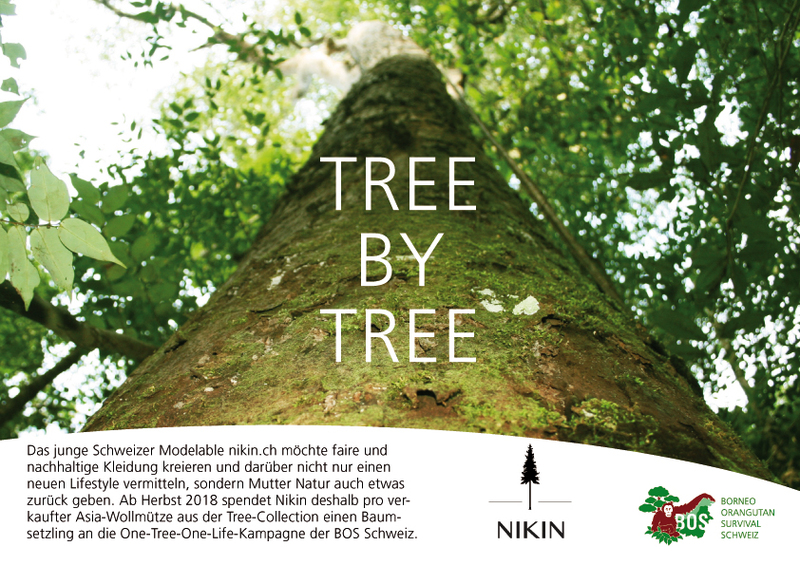 TREE
BY
TREE
Das junge Schweizer Modelable nikin.ch möchte faire und
nachhaltige Kleidung kreieren und darüber nicht nur einen
neuen Lifestyle vermitteln, sondern Mutter Natur auch etwas
zurück geben. Ab Herbst 2018 spendet Nikin deshalb pro ver-
kaufter Asia-Wollmütze aus der Tree-Collection einen Baum-
setzling an die One-Tree-One-Life-Kampagne der BOS Schweiz.
NIKIN
BOS
BORNEO
ORANGUTAN
SURVIVAL
SCHWEIZ